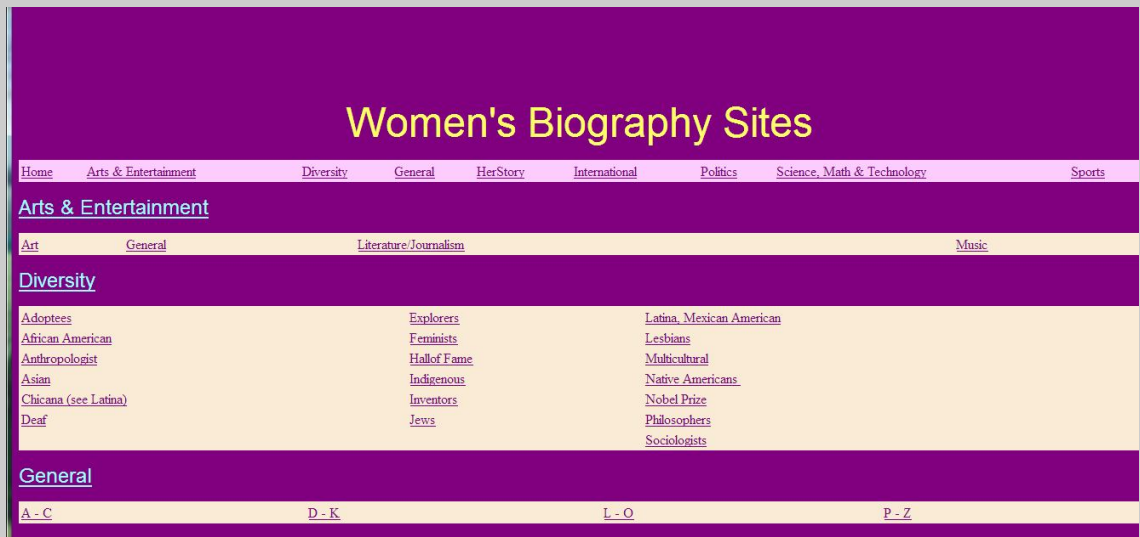 Women's Biography Sites
Home Arts & Entertainment Diversity General HerStory International Politics Science, Math & Technology Sports
Arts & Entertainment
Art General Literature/Journalism Music
Diversity
Adoptees Explorers Latina, Mexican American
African American Feminists Lesbians
Anthropologist Hallof Fame Multicultural
Asian Indigenous Native Americans
Chicana (see Latina) Inventors Nobel Prize
Deaf Jews Philosophers
Sociologists
General
A - C D - K L - O P - Z